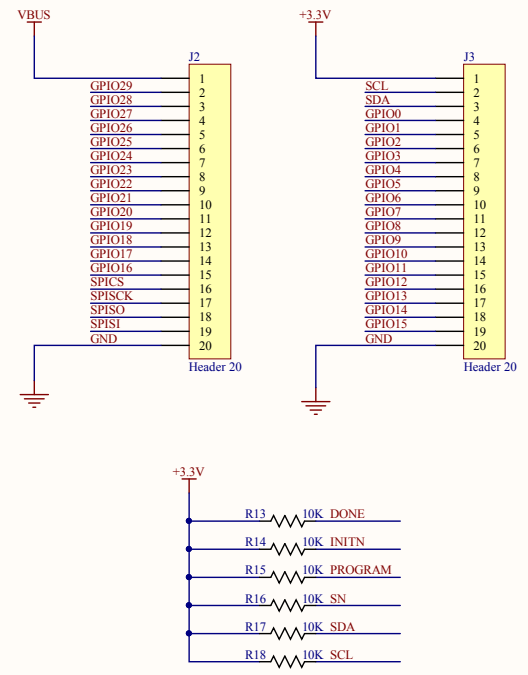 VBUS
+3.3V
J2
J3
1
1
GPIO29 2
SCL 2
GPIO28 3
SDA 3
GPIO27 4
GPIO0 4
GPIO26 5
GPIO1 5
GPIO25 6
GPIO2 6
GPIO24 7
GPIO3 7
GPIO23 8
GPIO4 8
GPIO22 9
GPIO5 9
GPIO21 10
GPIO6 10
GPIO20 11
GPIO7 11
GPIO19 12
GPIO8 12
GPIO18 13
GPIO9 13
GPIO17 14
GPIO10 14
GPIO16 15
GPIO11 15
SPICS 16
GPIO12 16
SPISCK 17
GPIO13 17
SPISO 18
GPIO14 18
SPISI 19
GPIO15 19
GND 20
GND 20
Header 20
Header 20
+3.3V
R13 10K DONE
R14 10K INITN
R15 10K PROGRAM
R16 10K SN
R17 10K SDA
R18 10K SCL